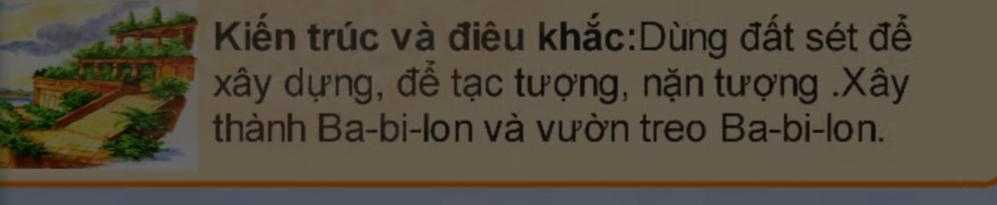 Kiến trúc và điêu khắc:Dùng đất sét để
xây dựng, để tạc tượng, nặn tượng .Xây
thành Ba-bi-lon và vườn treo Ba-bi-lon.